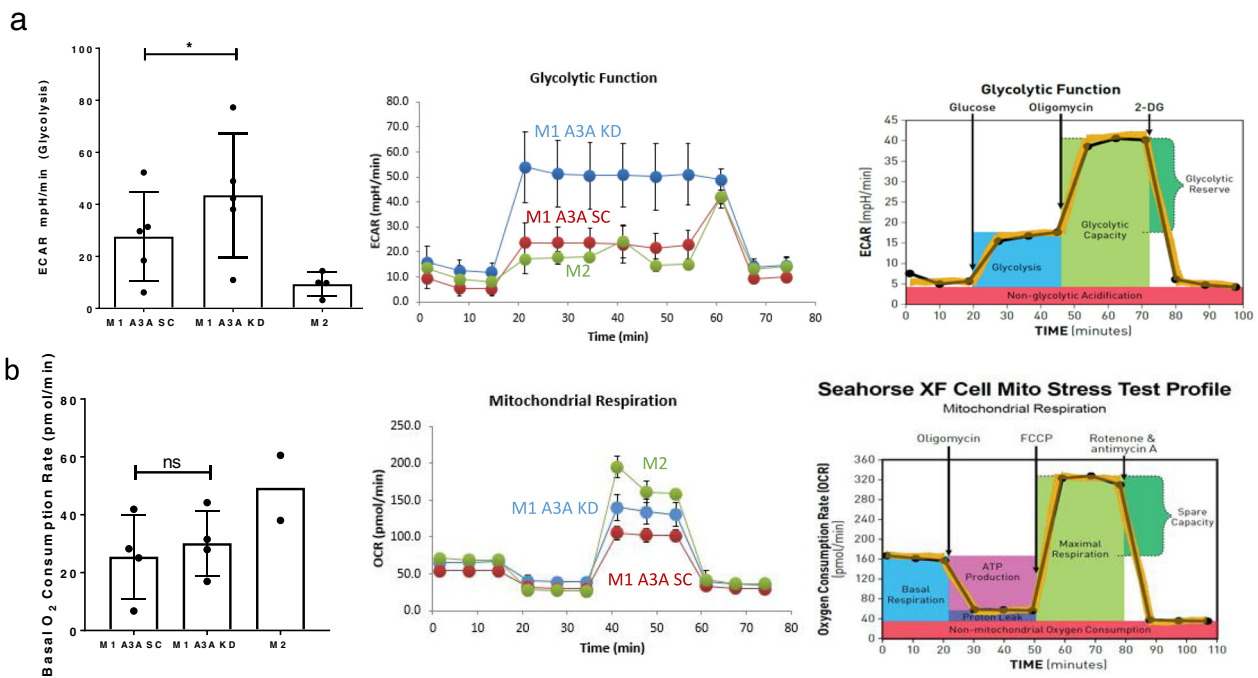 a
ECAR mpH/min (Glycolysis)
100
80
60
40
20
0
*
M1 A3A SC
M1 A3A KD
M2
Glycolytic Function
ECAR (mpH/min)
80.0
70.0
60.0
50.0
40.0
30.0
20.0
10.0
0.0
M1 A3A KD
M1 A3A SC
M2
0 10 20 30 40 50 60 70 80
Time (min)
Glycolytic Function
Glucose Oligomycin 2-DG
ECAR (mpH/min)
45
40
35
30
25
20
15
10
5
0
Glycolytic
Reserve
Glycolytic
Capacity
Glycolysis
Non-glycolytic Acidification
0 10 20 30 40 50 60 70 80 90 100
TIME (minutes)
b
Basal O2 Consumption Rate (pmol/min)
80
60
40
20
0
ns
M1 A3A SC
M1 A3A KD
M2
Mitochondrial Respiration
OCR (pmol/min)
250.0
200.0
150.0
100.0
50.0
0.0
M2
M1 A3A KD
M1 A3A SC
0 10 20 30 40 50 60 70 80
Time (min)
Seahorse XF Cell Mito Stress Test Profile
Mitochondrial Respiration
Oligomycin FCCP Rotenone &
antimycin A
Oxygen Consumption Rate (OCR)
(pmol/min)
360
320
280
240
200
160
120
80
40
0
Spare
Capacity
Maximal
Respiration
ATP
Production
Basal
Respiration
Proton Leak
Non-mitochondrial Oxygen Consumption
0 10 20 30 40 50 60 70 80 90 100 110
TIME (minutes)